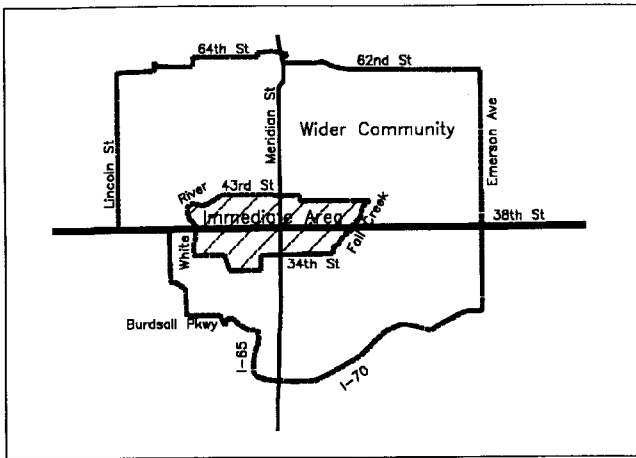 64th St
62nd St
Meridian St
Wider Community
Lincoln St
Emerson Ave
43rd St
River
Immediate Area
Fall Creek
38th St
White
34th St
Burdsall Pkwy
I-65
I-70